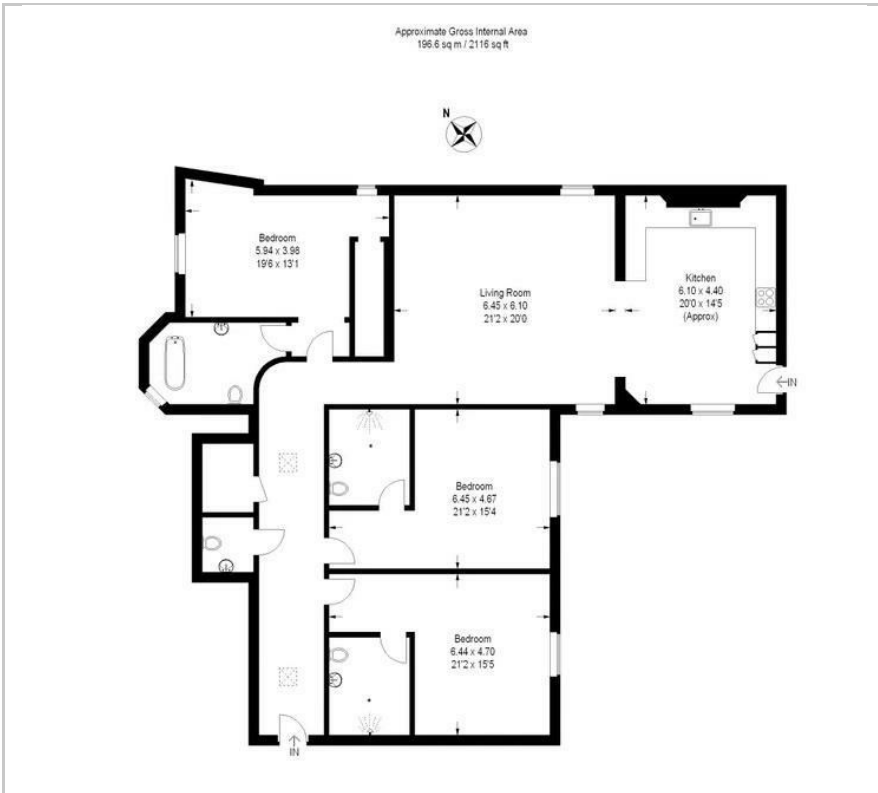 Approximate Gross Internal Area
196.6 sq m / 2116 sq ft
N
Bedroom
5.94 x 3.98
19'6 x 13'1
Living Room
6.45 x 6.10
21'2 x 20'0
Kitchen
6.10 x 4.40
20'0 x 14'5
(Approx)
IN
Bedroom
6.45 x 4.67
21'2 x 15'4
Bedroom
6.44 x 4.70
21'2 x 15'5
IN